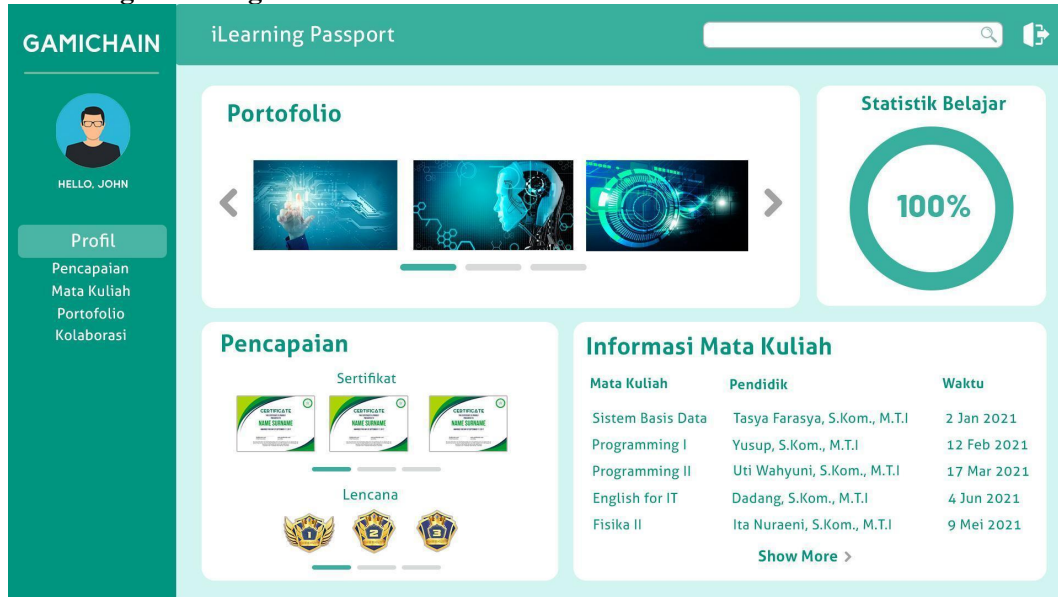 GAMICHAIN
iLearning Passport
HELLO, JOHN
Profil
Pencapaian
Mata Kuliah
Portofolio
Kolaborasi
Portofolio
Statistik Belajar
100%
Pencapaian
Sertifikat
CERTIFICATE
NAME SURNAME
CERTIFICATE
NAME SURNAME
CERTIFICATE
NAME SURNAME
Lencana
1
2
3
Informasi Mata Kuliah
Mata Kuliah Pendidik Waktu
Sistem Basis Data Tasya Farasya, S.Kom., M.T.I 2 Jan 2021
Programming I Yusup, S.Kom., M.T.I 12 Feb 2021
Programming II Uti Wahyuni, S.Kom., M.T.I 17 Mar 2021
English for IT Dadang, S.Kom., M.T.I 4 Jun 2021
Fisika II Ita Nuraeni, S.Kom., M.T.I 9 Mei 2021
Show More >